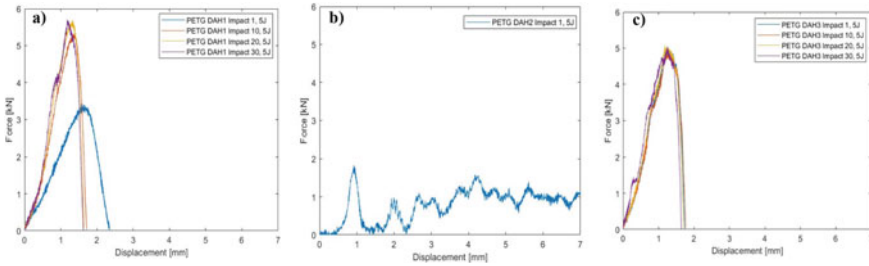 a)
PETG DAH1 Impact 1, 5J
PETG DAH1 Impact 10, 5J
PETG DAH1 Impact 20, 5J
PETG DAH1 Impact 30, 5J
Force [kN]
6
5
4
3
2
1
0
0 1 2 3 4 5 6 7
Displacement [mm]
b)
PETG DAH2 Impact 1, 5J
Force [kN]
6
5
4
3
2
1
0
0 1 2 3 4 5 6 7
Displacement [mm]
c)
PETG DAH3 Impact 1, 5J
PETG DAH3 Impact 10, 5J
PETG DAH3 Impact 20, 5J
PETG DAH3 Impact 30, 5J
Force [kN]
6
5
4
3
2
1
0
0 1 2 3 4 5 6 7
Displacement [mm]